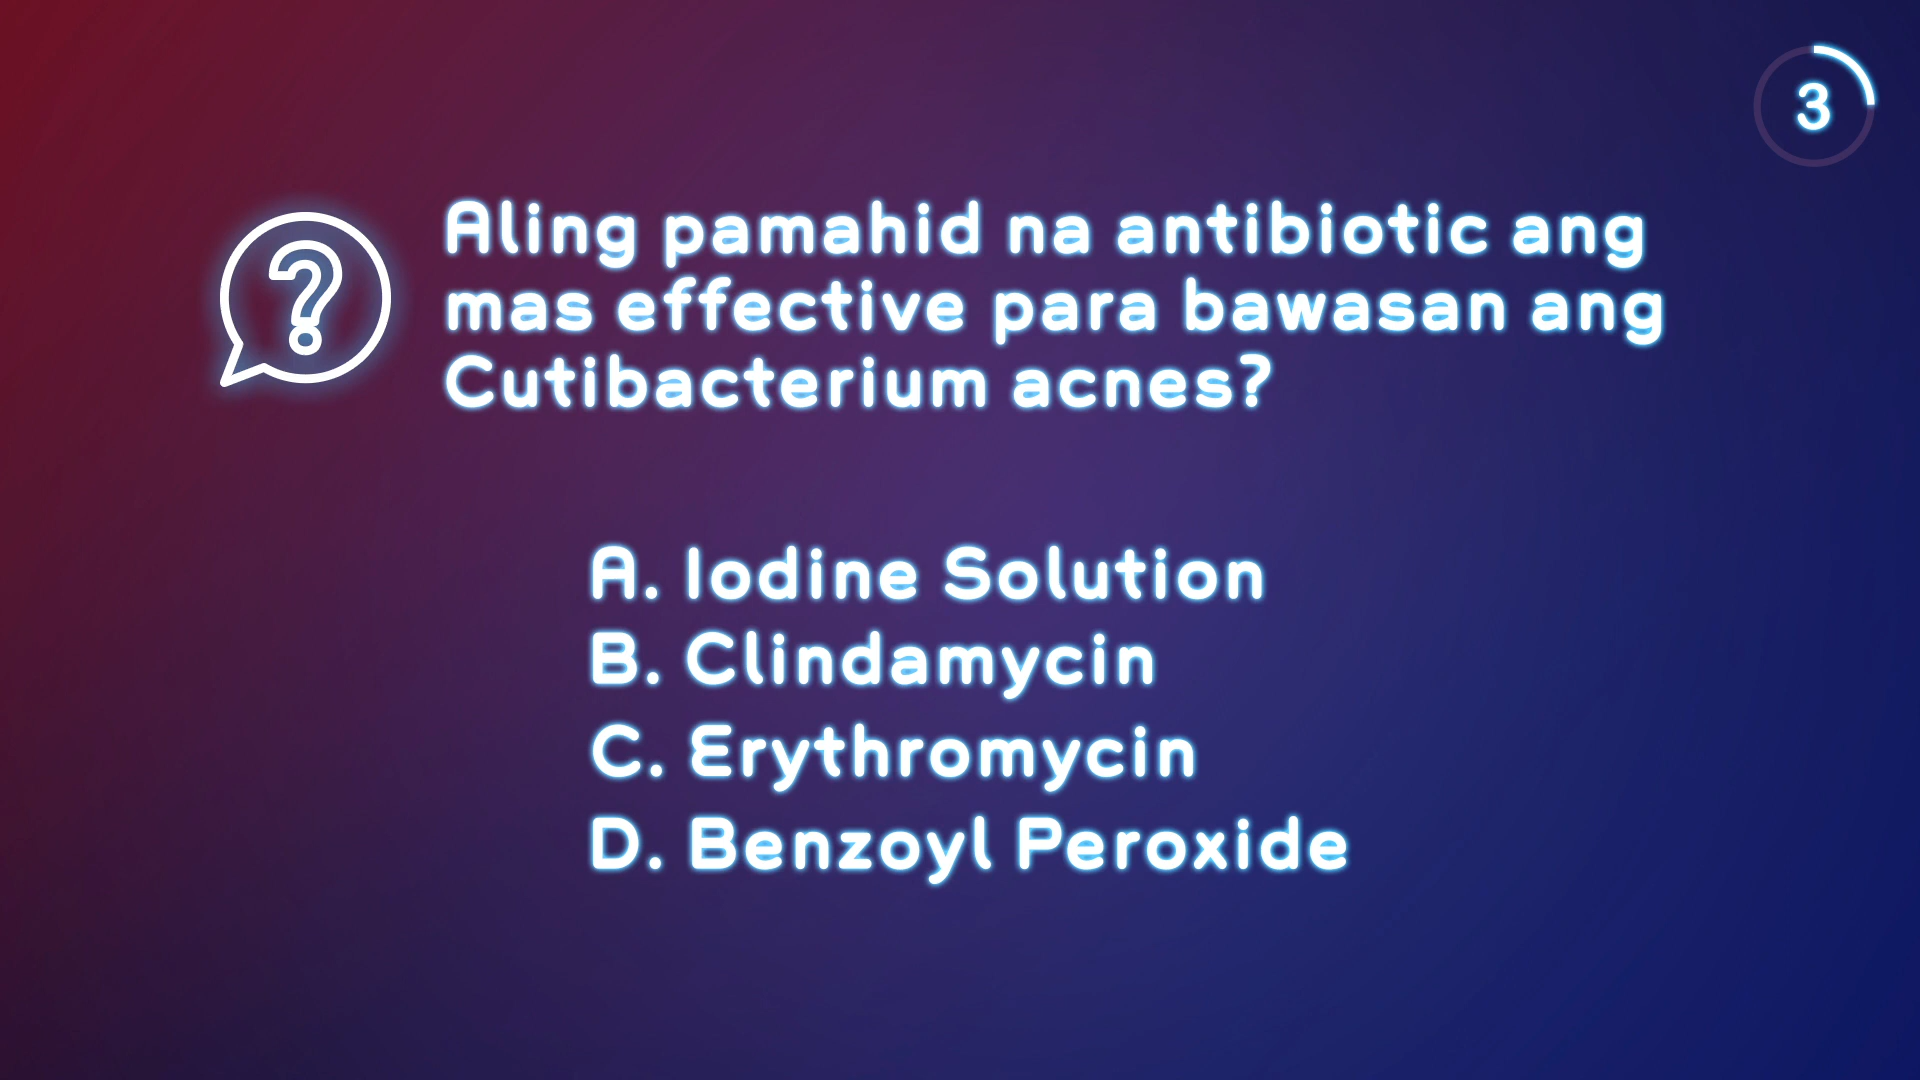 3
Aling pamahid na antibiotic ang
mas effective para bawasan ang
Cutibacterium acnes?
A. Iodine Solution
B. Clindamycin
C. Erythromycin
D. Benzoyl Peroxide